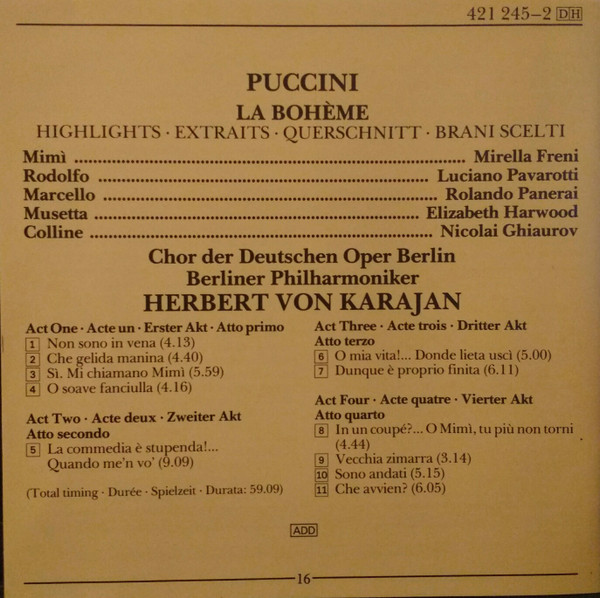 421 245–2 DH
PUCCINI
LA BOHÈME
HIGHLIGHTS · EXTRAITS · QUERSCHNITT · BRANI SCELTI
Mimì ........................................ Mirella Freni
Rodolfo ........................................ Luciano Pavarotti
Marcello ........................................ Rolando Panerai
Musetta ........................................ Elizabeth Harwood
Colline ........................................ Nicolai Ghiaurov
Chor der Deutschen Oper Berlin
Berliner Philharmoniker
HERBERT VON KARAJAN
Act One · Acte un · Erster Akt · Atto primo
1 Non sono in vena (4.13)
2 Che gelida manina (4.40)
3 Sì. Mi chiamano Mimì (5.59)
4 O soave fanciulla (4.16)
Act Two · Acte deux · Zweiter Akt
Atto secondo
5 La commedia è stupenda!...
Quando me'n vo' (9.09)
(Total timing · Durée · Spielzeit · Durata: 59.09)
Act Three · Acte trois · Dritter Akt
Atto terzo
6 O mia vita!... Donde lieta uscì (5.00)
7 Dunque è proprio finita (6.11)
Act Four · Acte quatre · Vierter Akt
Atto quarto
8 In un coupé?... O Mimì, tu più non torni
(4.44)
9 Vecchia zimarra (3.14)
10 Sono andati (5.15)
11 Che avvien? (6.05)
ADD
16